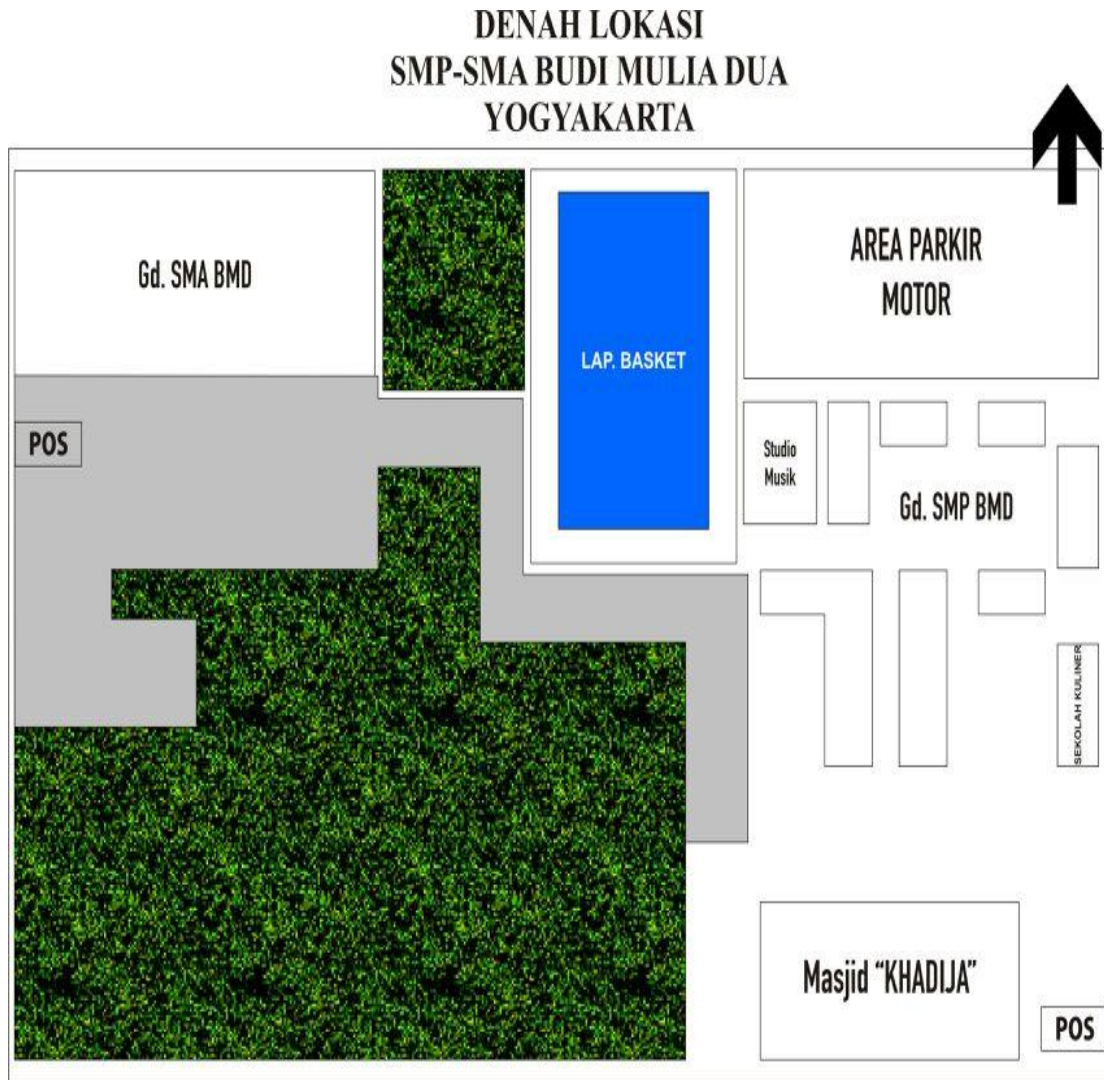 DENAH LOKASI
SMP-SMA BUDI MULIA DUA
YOGYAKARTA
Gd. SMA BMD
LAP. BASKET
AREA PARKIR
MOTOR
POS
Studio
Musik
Gd. SMP BMD
SEKOLAH KULINER
Masjid “KHADIJA”
POS